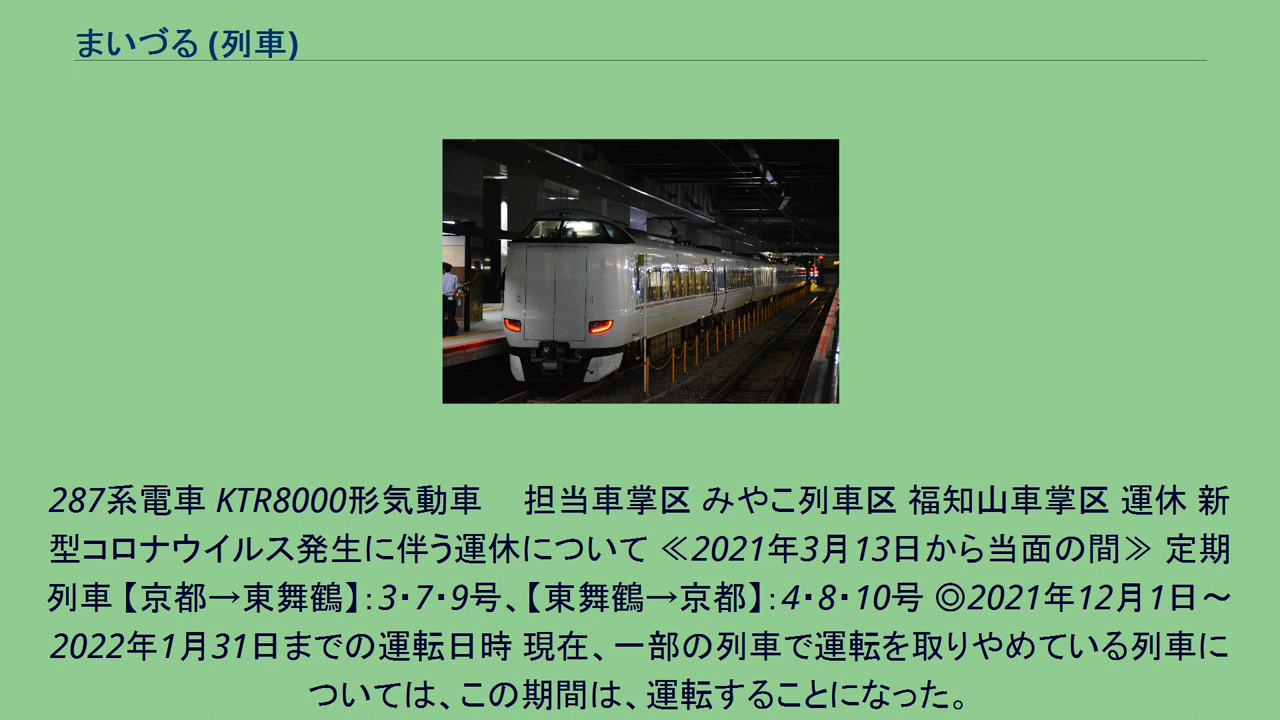 まいづる (列車)
287系電車 KTR8000形気動車　 担当車掌区 みやこ列車区 福知山車掌区 運休 新
型コロナウイルス発生に伴う運休について ≪2021年3月13日から当面の間≫ 定期
列車 【京都→東舞鶴】：3・7・9号、【東舞鶴→京都】：4・8・10号 ◎2021年12月1日～
2022年1月31日までの運転日時 現在、一部の列車で運転を取りやめている列車に
ついては、この期間は、運転することになった。